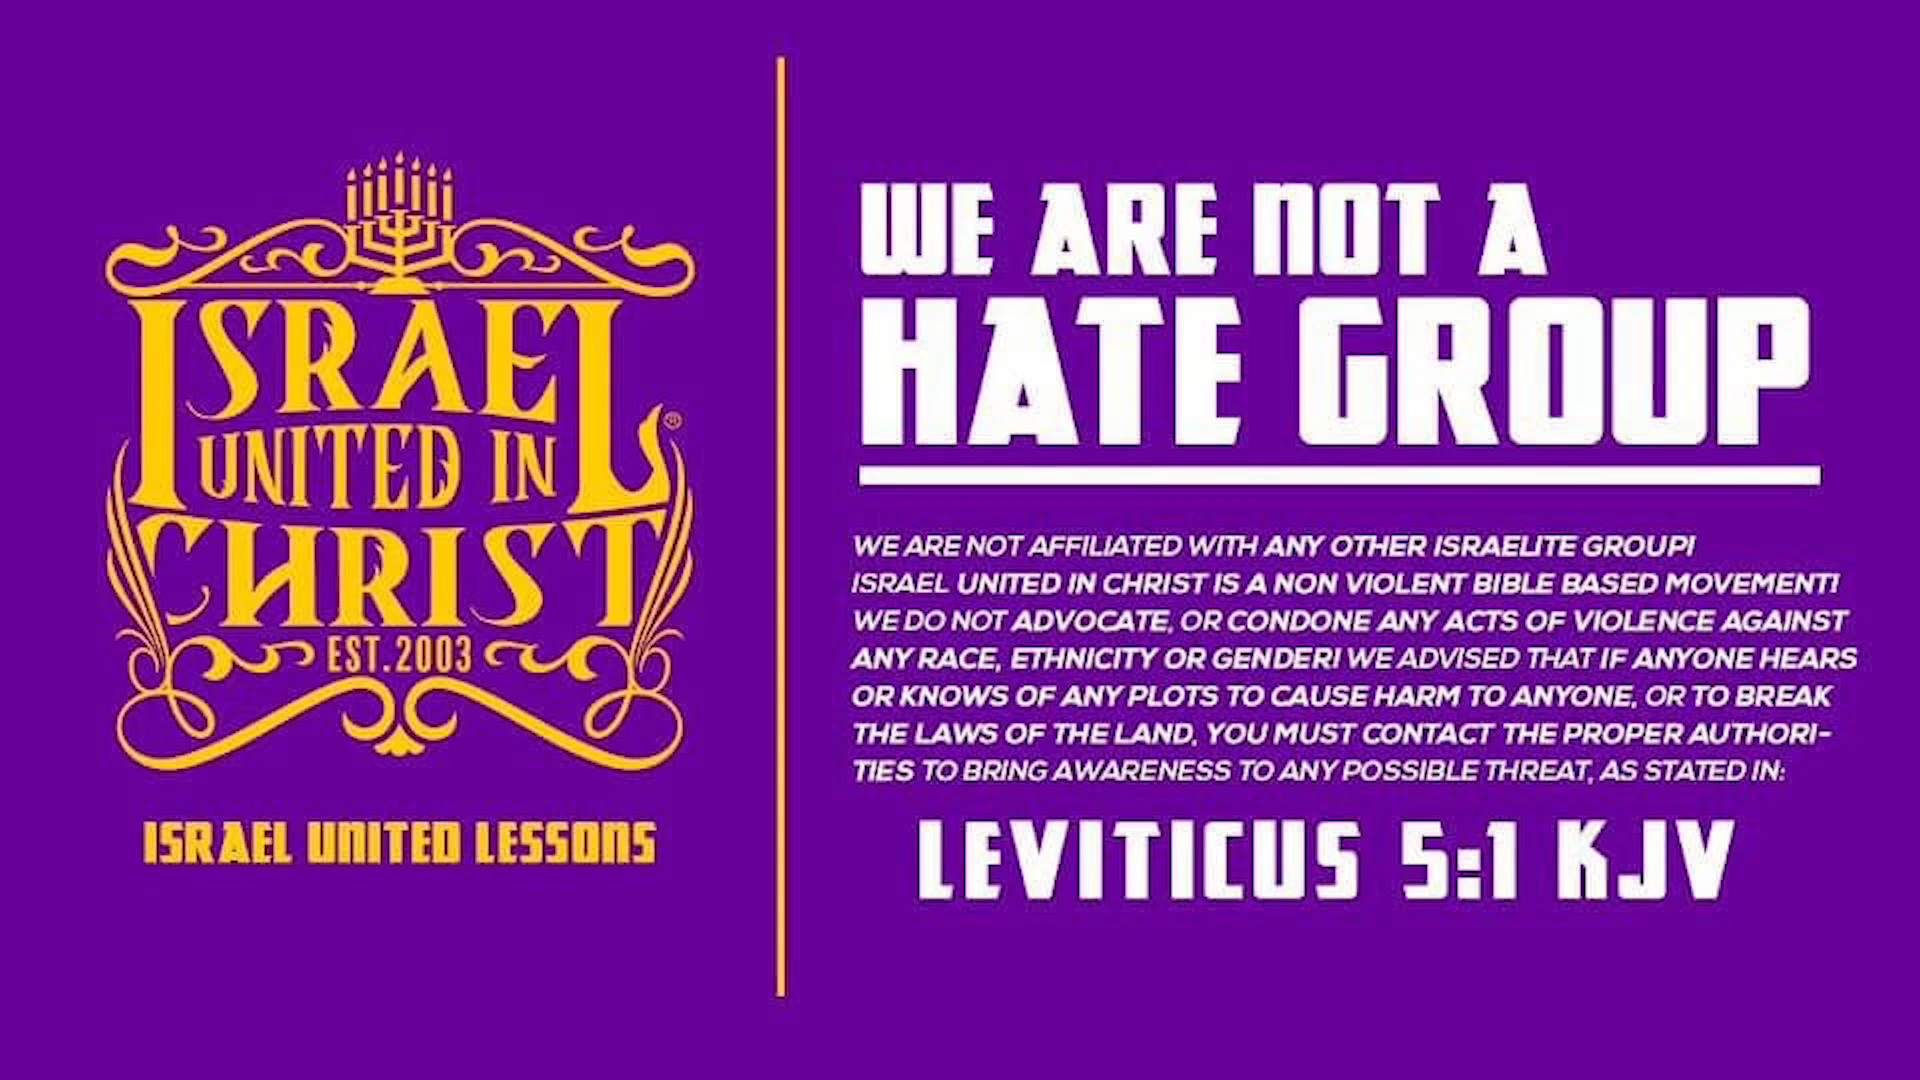 ISRAEL
UNITED IN
CHRIST
®
EST.2003
ISRAEL UNITED LESSONS
WE ARE NOT A
HATE GROUP
WE ARE NOT AFFILIATED WITH ANY OTHER ISRAELITE GROUP!
ISRAEL UNITED IN CHRIST IS A NON VIOLENT BIBLE BASED MOVEMENT!
WE DO NOT ADVOCATE, OR CONDONE ANY ACTS OF VIOLENCE AGAINST
ANY RACE, ETHNICITY OR GENDER! WE ADVISED THAT IF ANYONE HEARS
OR KNOWS OF ANY PLOTS TO CAUSE HARM TO ANYONE, OR TO BREAK
THE LAWS OF THE LAND, YOU MUST CONTACT THE PROPER AUTHORI-
TIES TO BRING AWARENESS TO ANY POSSIBLE THREAT, AS STATED IN:
LEVITICUS 5:1 KJV